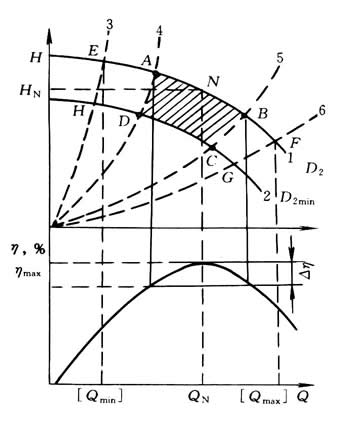 3 4
H E A 5
H_N N
H D B 6
F
C 1 D_2
G
2 D_2min
η, %
η_max
Δη
[Q_min] Q_N [Q_max] Q